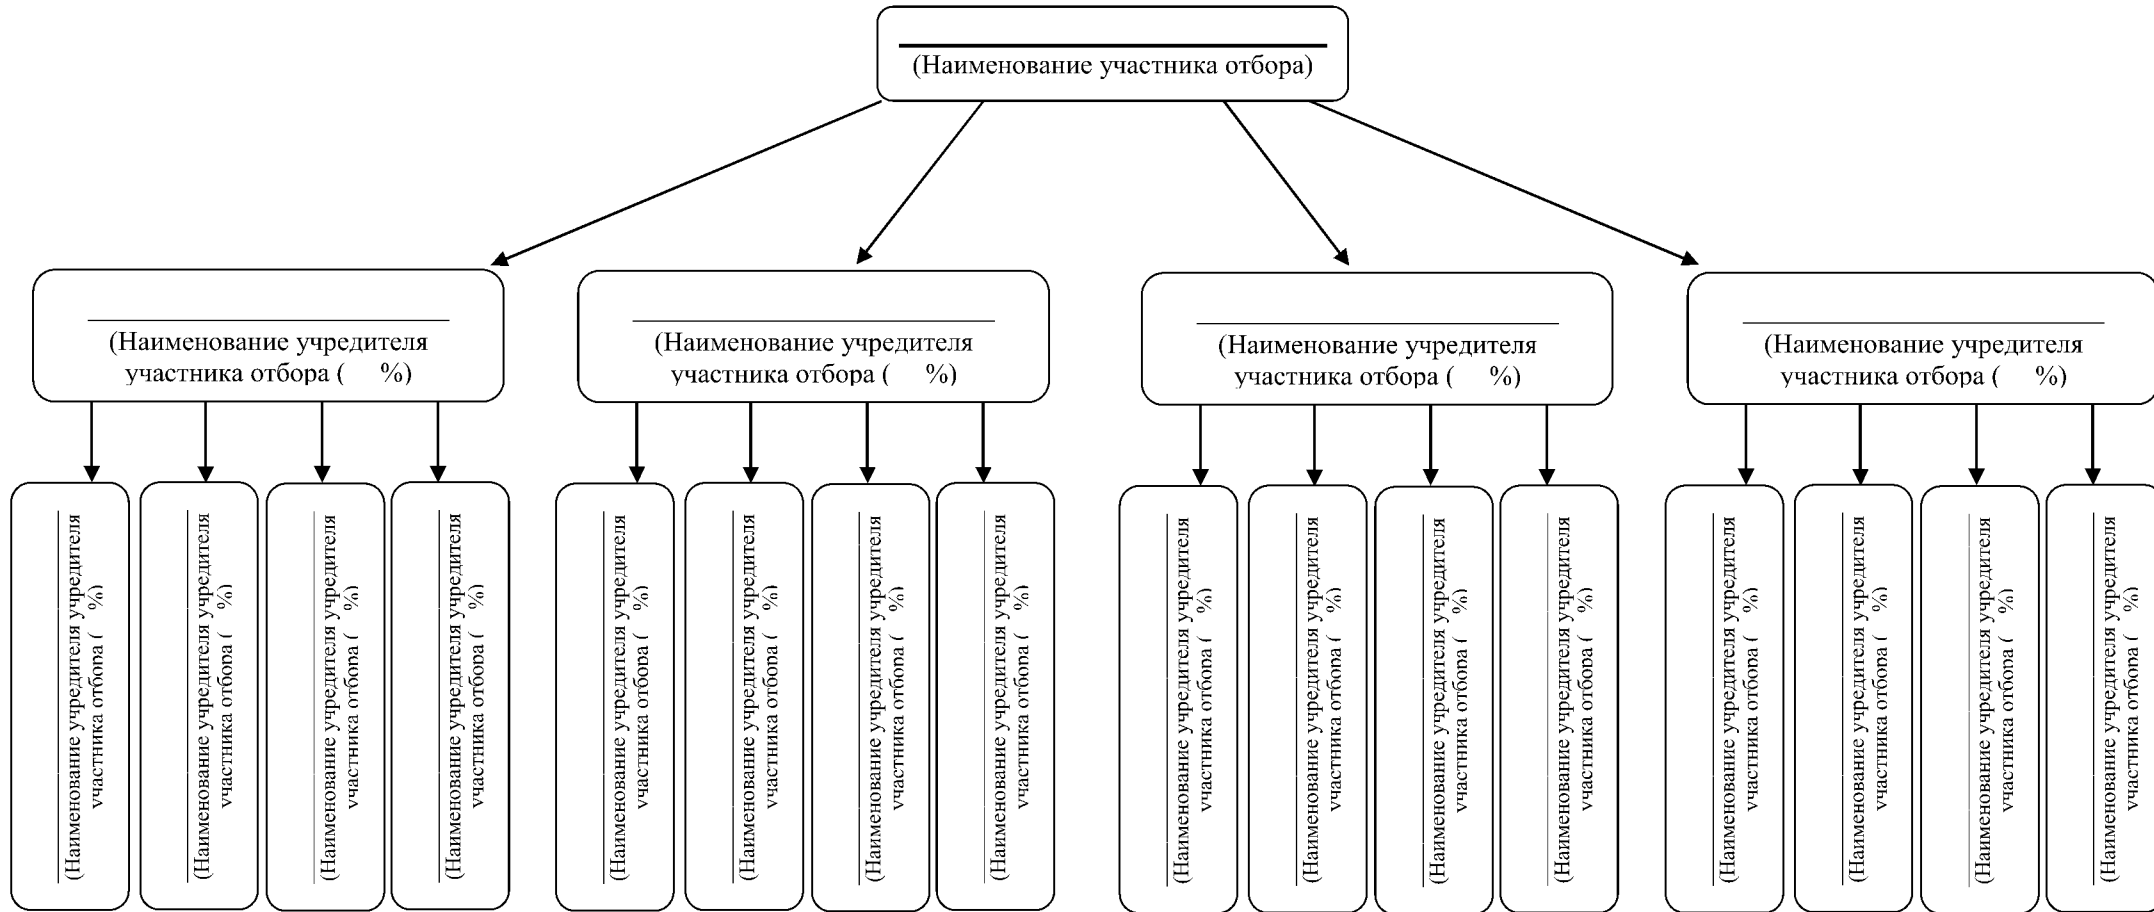 (Наименование участника отбора)
(Наименование учредителя
участника отбора ( %)
(Наименование учредителя
участника отбора ( %)
(Наименование учредителя
участника отбора ( %)
(Наименование учредителя
участника отбора ( %)
(Наименование учредителя учредителя
участника отбора ( %)
(Наименование учредителя учредителя
участника отбора ( %)
(Наименование учредителя учредителя
участника отбора ( %)
(Наименование учредителя учредителя
участника отбора ( %)
(Наименование учредителя учредителя
участника отбора ( %)
(Наименование учредителя учредителя
участника отбора ( %)
(Наименование учредителя учредителя
участника отбора ( %)
(Наименование учредителя учредителя
участника отбора ( %)
(Наименование учредителя учредителя
участника отбора ( %)
(Наименование учредителя учредителя
участника отбора ( %)
(Наименование учредителя учредителя
участника отбора ( %)
(Наименование учредителя учредителя
участника отбора ( %)
(Наименование учредителя учредителя
участника отбора ( %)
(Наименование учредителя учредителя
участника отбора ( %)
(Наименование учредителя учредителя
участника отбора ( %)
(Наименование учредителя учредителя
участника отбора ( %)